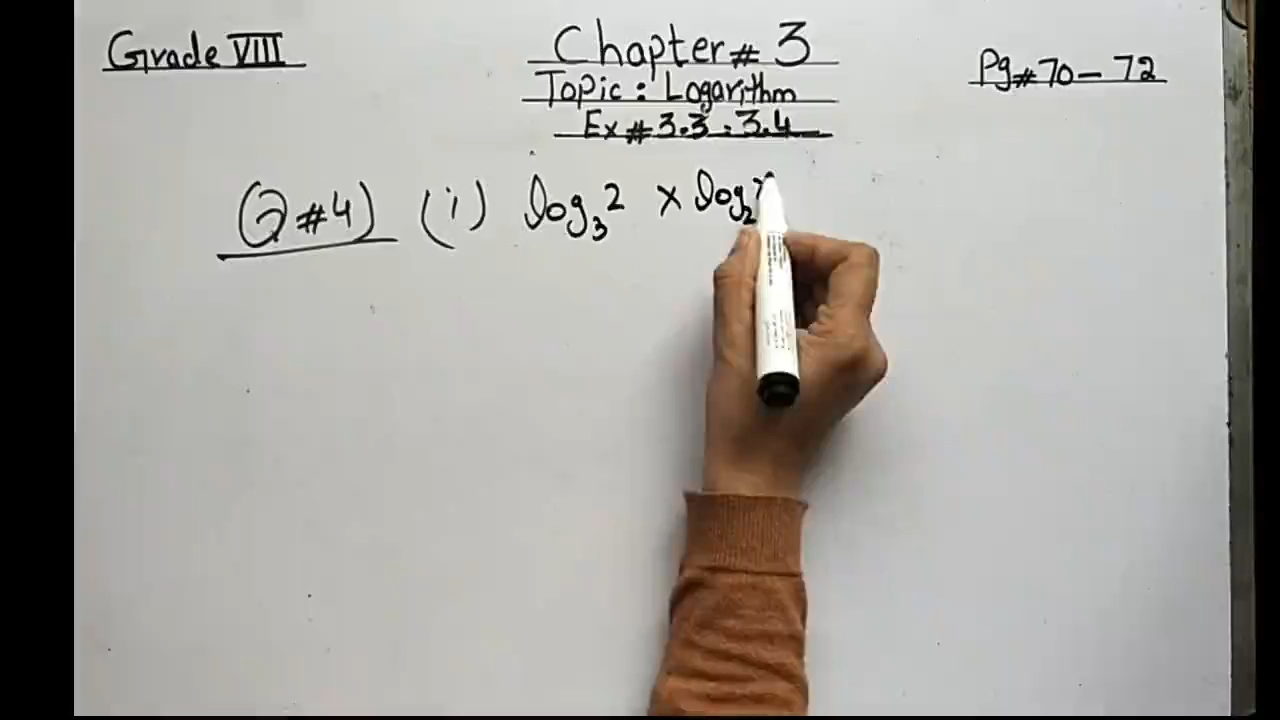 Grade VIII
Chapter # 3
Pg # 70 - 72
Topic : Logarithm
Ex # 3.3 : 3.4
Q #4) (i) log₃2 × log₂